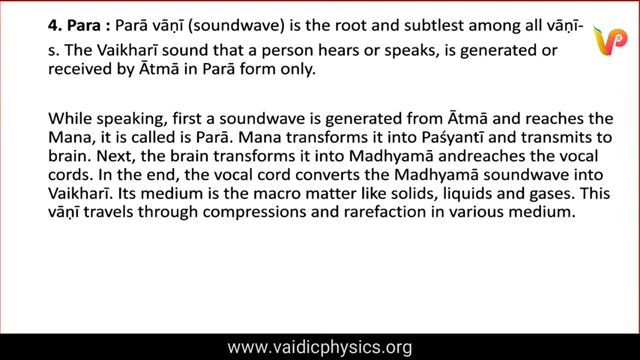 4. Para : Parā vāṇī (soundwave) is the root and subtlest among all vāṇī-
s. The Vaikharī sound that a person hears or speaks, is generated or
received by Ātmā in Parā form only.
While speaking, first a soundwave is generated from Ātmā and reaches the
Mana, it is called is Parā. Mana transforms it into Paśyantī and transmits to
brain. Next, the brain transforms it into Madhyamā andreaches the vocal
cords. In the end, the vocal cord converts the Madhyamā soundwave into
Vaikharī. Its medium is the macro matter like solids, liquids and gases. This
vāṇī travels through compressions and rarefaction in various medium.
www.vaidicphysics.org